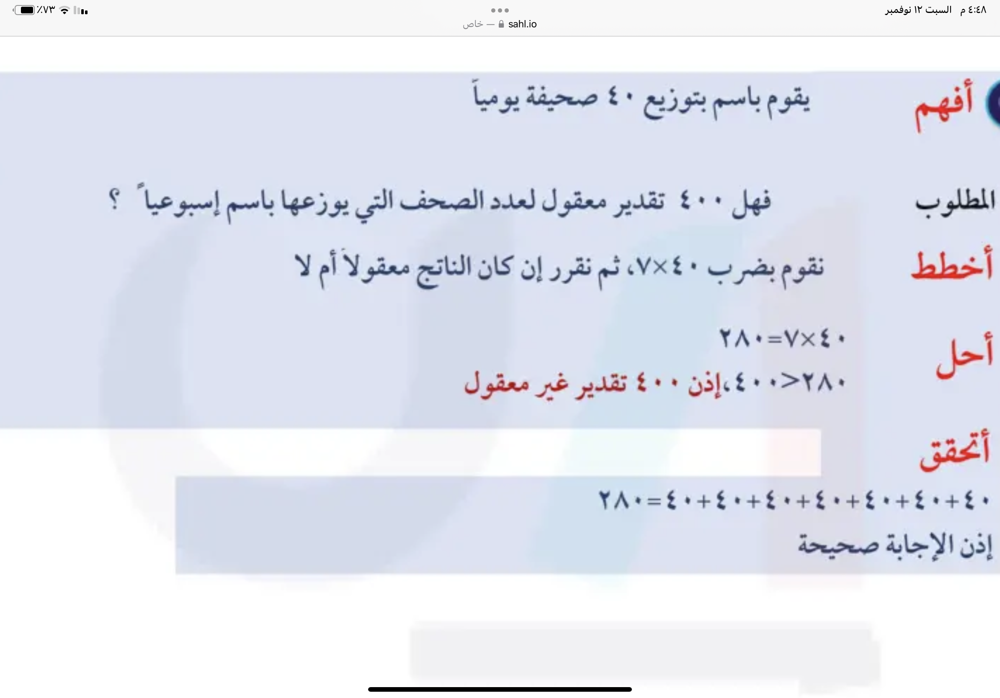 ٤:٤٨ م السبت ١٢ نوفمبر
٪٧٣
sahl.io — خاص
أفهم يقوم باسم بتوزيع ٤٠ صحيفة يومياً
المطلوب فهل ٤٠٠ تقدير معقول لعدد الصحف التي يوزعها باسم إسبوعياً ؟
أخطط نقوم بضرب ٤٠×٧، ثم نقرر إن كان الناتج معقولاً أم لا
٤٠×٧=٢٨٠
أحل
٢٨٠<٤٠٠،إذن ٤٠٠ تقدير غير معقول
أتحقق
٤٠+٤٠+٤٠+٤٠+٤٠+٤٠+٤٠=٢٨٠
إذن الإجابة صحيحة